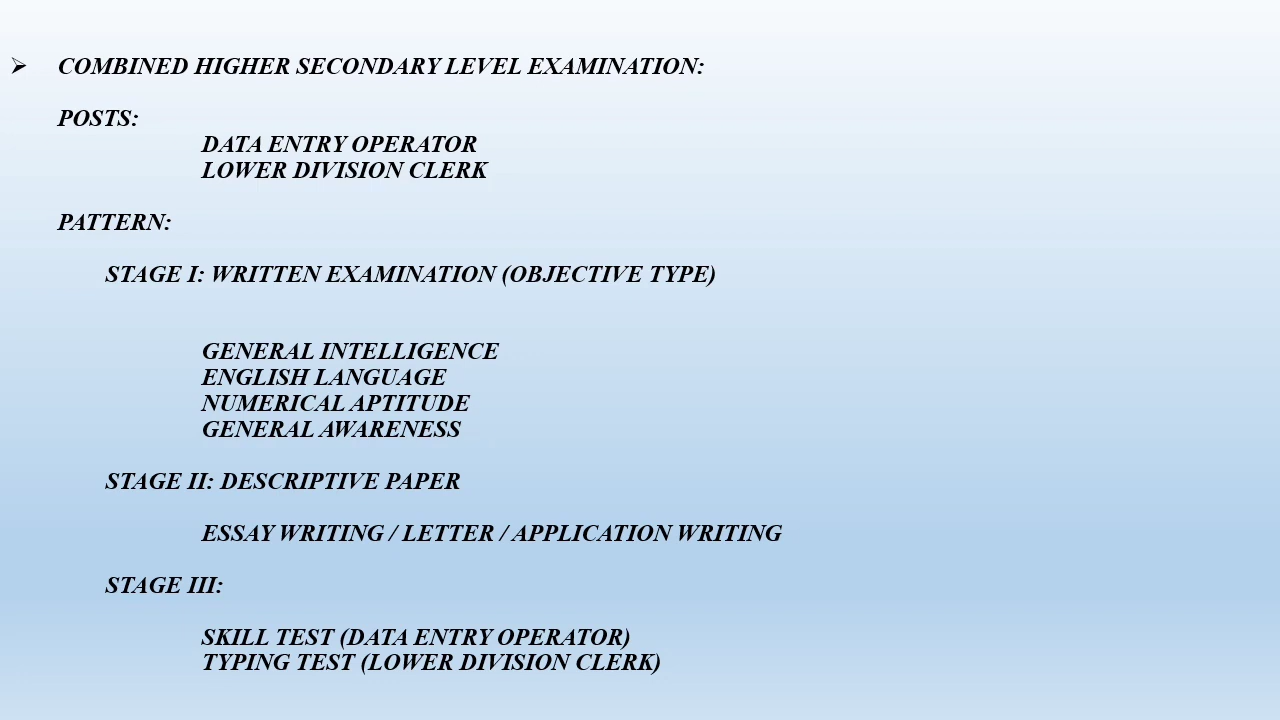 ➢ COMBINED HIGHER SECONDARY LEVEL EXAMINATION:
POSTS:
DATA ENTRY OPERATOR
LOWER DIVISION CLERK
PATTERN:
STAGE I: WRITTEN EXAMINATION (OBJECTIVE TYPE)
GENERAL INTELLIGENCE
ENGLISH LANGUAGE
NUMERICAL APTITUDE
GENERAL AWARENESS
STAGE II: DESCRIPTIVE PAPER
ESSAY WRITING / LETTER / APPLICATION WRITING
STAGE III:
SKILL TEST (DATA ENTRY OPERATOR)
TYPING TEST (LOWER DIVISION CLERK)